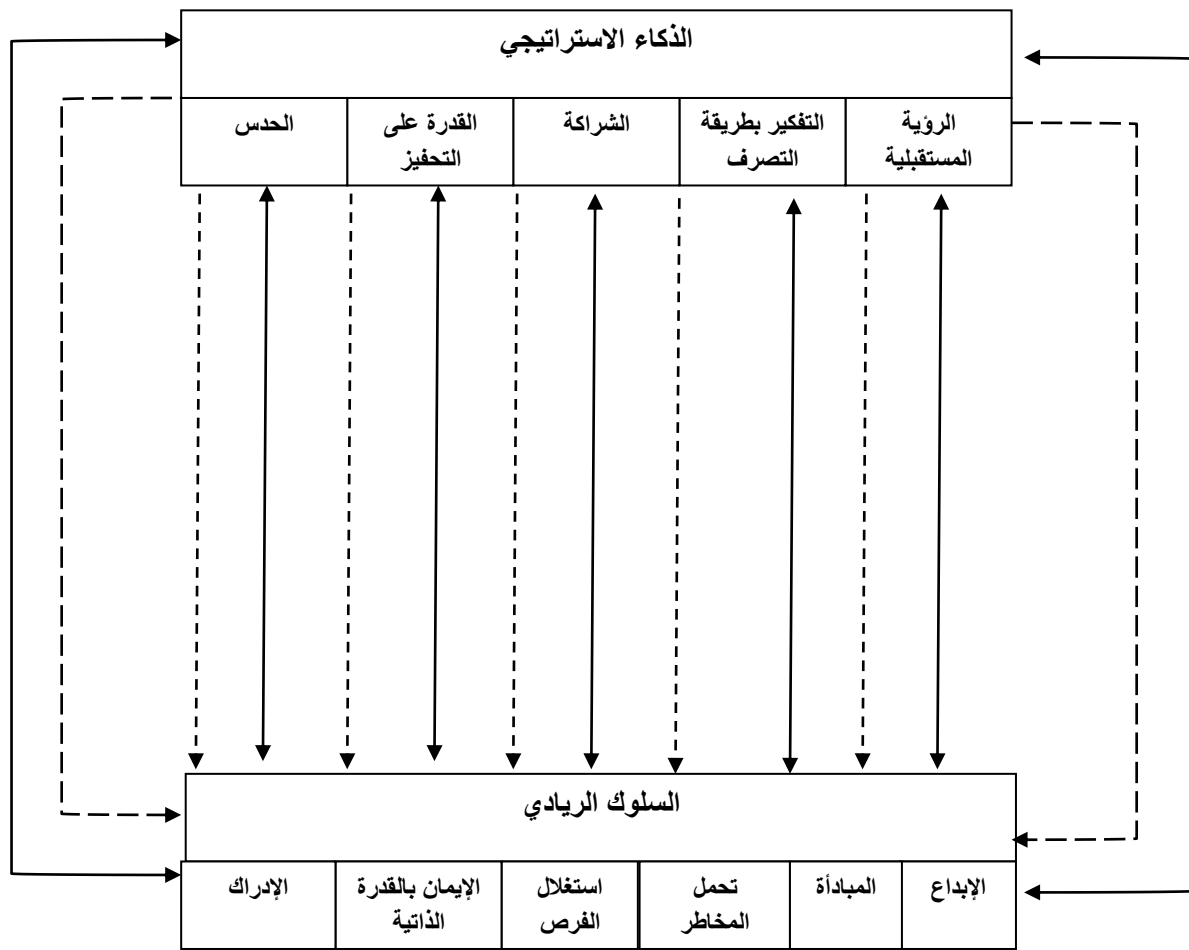 الذكاء الاستراتيجي
الرؤية
المستقبلية
التفكير بطريقة
التصرف
الشراكة
القدرة على
التحفيز
الحدس
السلوك الريادي
الإبداع
المبادأة
تحمل
المخاطر
استغلال
الفرص
الإيمان بالقدرة
الذاتية
الإدراك